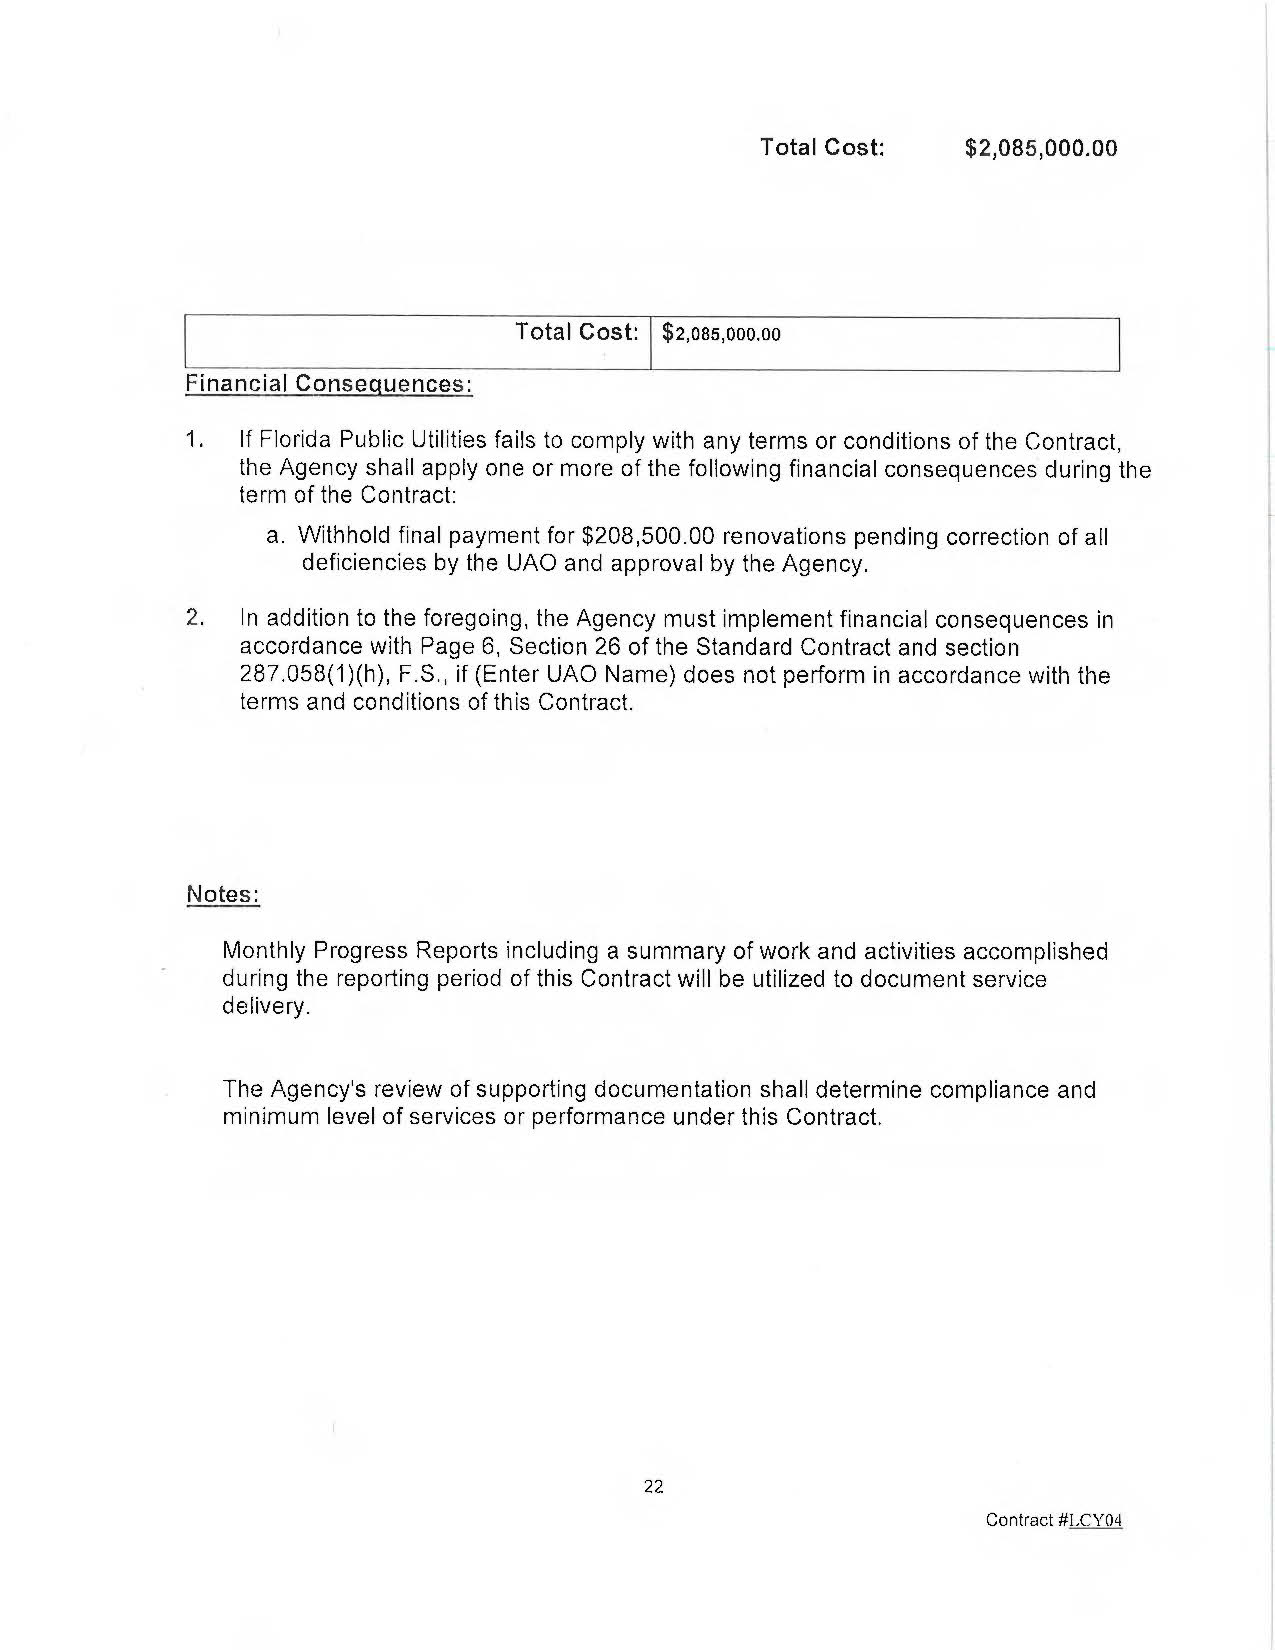 Total Cost: $2,085,000.00
Total Cost: $2,085,000.00
Financial Consequences:
1. If Florida Public Utilities fails to comply with any terms or conditions of the Contract,
the Agency shall apply one or more of the following financial consequences during the
term of the Contract:
a. Withhold final payment for $208,500.00 renovations pending correction of all
deficiencies by the UAO and approval by the Agency.
2. In addition to the foregoing, the Agency must implement financial consequences in
accordance with Page 6, Section 26 of the Standard Contract and section
287.058(1)(h), F.S., if (Enter UAO Name) does not perform in accordance with the
terms and conditions of this Contract.
Notes:
Monthly Progress Reports including a summary of work and activities accomplished
during the reporting period of this Contract will be utilized to document service
delivery.
The Agency's review of supporting documentation shall determine compliance and
minimum level of services or performance under this Contract.
22
Contract #LCY04